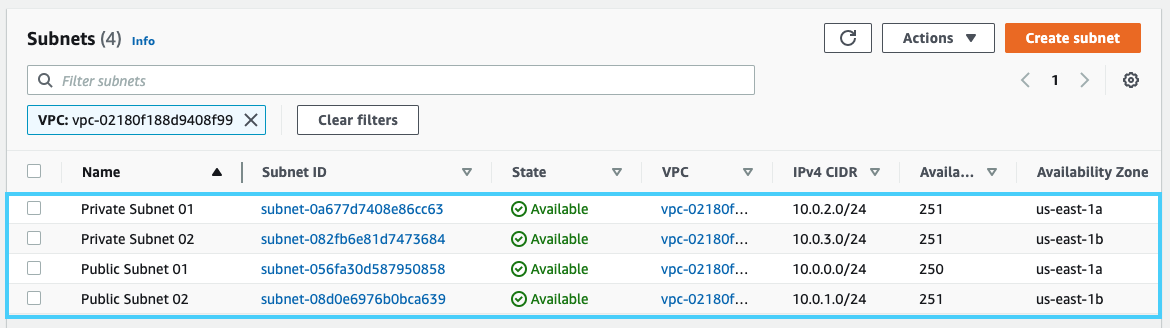 Subnets (4) Info
Actions
Create subnet
Filter subnets
1
VPC: vpc-02180f188d9408f99
Clear filters
Name Subnet ID State VPC IPv4 CIDR Availa... Availability Zone
Private Subnet 01 subnet-0a677d7408e86cc63 Available vpc-02180f... 10.0.2.0/24 251 us-east-1a
Private Subnet 02 subnet-082fb6e81d7473684 Available vpc-02180f... 10.0.3.0/24 251 us-east-1b
Public Subnet 01 subnet-056fa30d587950858 Available vpc-02180f... 10.0.0.0/24 250 us-east-1a
Public Subnet 02 subnet-08d0e6976b0bca639 Available vpc-02180f... 10.0.1.0/24 251 us-east-1b